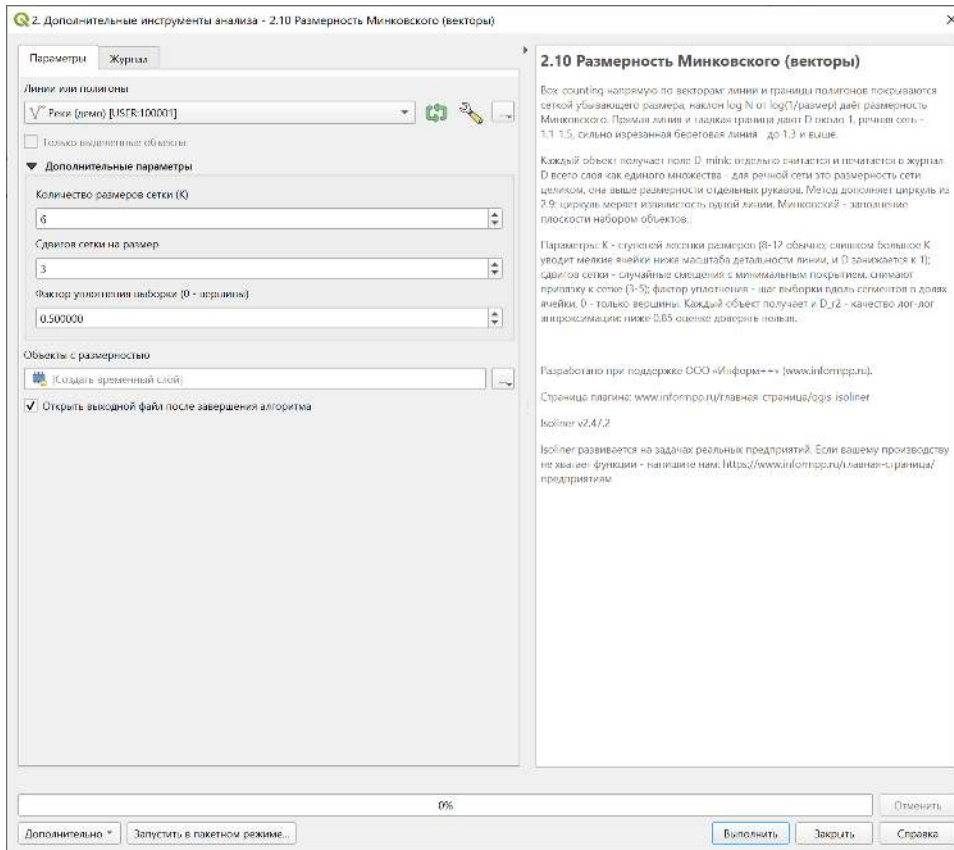 2. Дополнительные инструменты анализа - 2.10 Размерность Минковского (векторы)
Параметры
Журнал
Линии или полигоны
Реки (демо) [USER:100001]
Только выделенные объекты
Дополнительные параметры
Количество размеров сетки (K)
6
Сдвигов сетки на размер
3
Фактор уплотнения выборки (0 - вершины)
0.500000
Объекты с размерностью
[Создать временный слой]
Открыть выходной файл после завершения алгоритма
2.10 Размерность Минковского (векторы)
Box-counting напрямую по векторам: линии и границы полигонов покрываются
сеткой убывающего размера, наклон log N от log(1/размер) даёт размерность
Минковского. Прямая линия и гладкая граница дают D около 1, речная сеть -
1.1-1.5, сильно изрезанная береговая линия - до 1.3 и выше.
Каждый объект получает поле D_mink; отдельно считается и печатается в журнал
D всего слоя как единого множества - для речной сети это размерность сети
целиком, она выше размерности отдельных рукавов. Метод дополняет циркуль из
2.9: циркуль меряет извилистость одной линии, Минковский - заполнение
плоскости набором объектов.
Параметры: K - ступеней лесенки размеров (8-12 обычно; слишком большое K
уводит мелкие ячейки ниже масштаба детальности линии, и D занижается к 1);
сдвигов сетки - случайные смещения с минимальным покрытием, снимают
привязку к сетке (3-5); фактор уплотнения - шаг выборки вдоль сегментов в долях
ячейки, 0 - только вершины. Каждый объект получает и D_r2 - качество лог-лог
аппроксимации: ниже 0.85 оценке доверять нельзя.
Разработано при поддержке ООО «Информ++» (www.informpp.ru).
Страница плагина: www.informpp.ru/главная-страница/qgis-isoliner
Isoliner v2.47.2
Isoliner развивается на задачах реальных предприятий. Если вашему производству
не хватает функции - напишите нам: https://www.informpp.ru/главная-страница/
предприятиям
0%
Отменить
Дополнительно
Запустить в пакетном режиме...
Выполнить
Закрыть
Справка